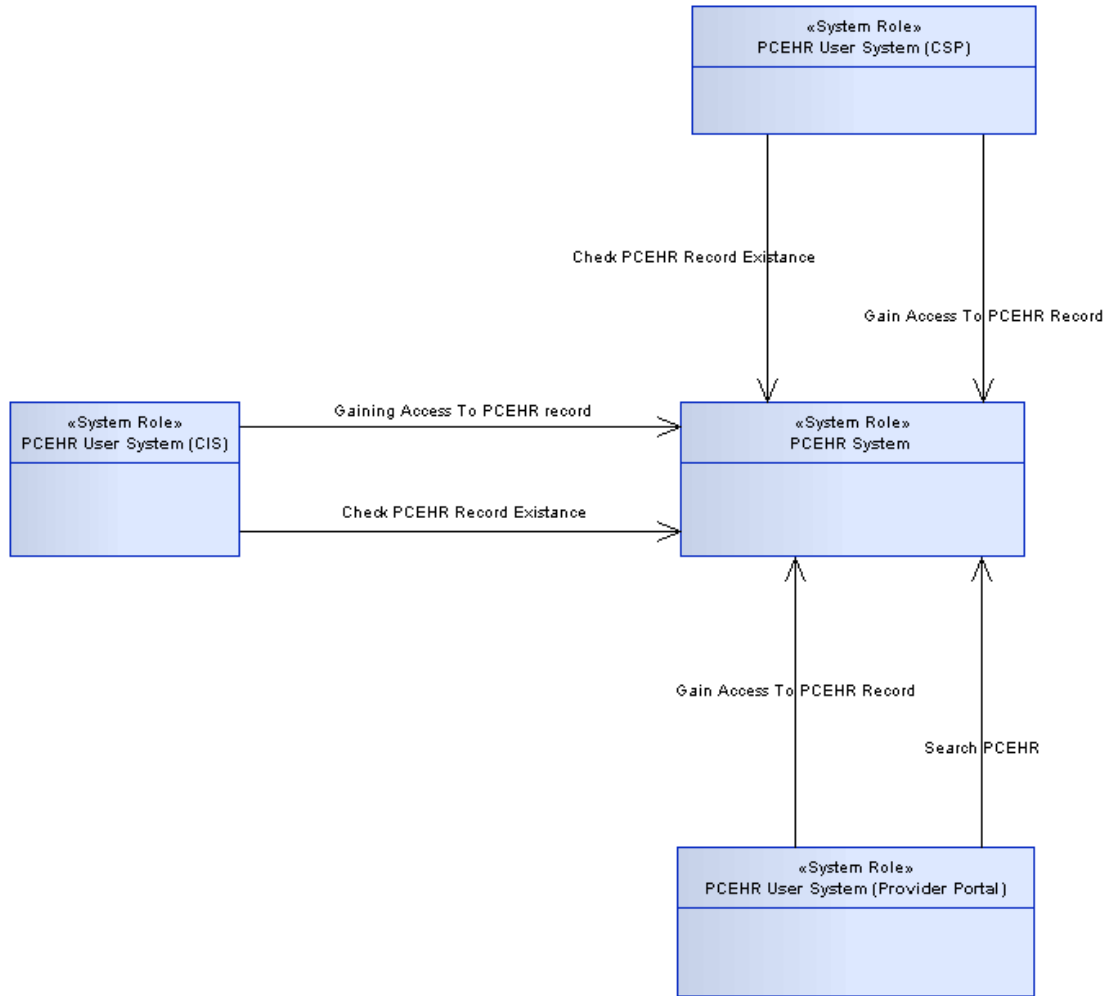 «System Role»
PCEHR User System (CSP)
Check PCEHR Record Existance
Gain Access To PCEHR Record
«System Role»
PCEHR User System (CIS)
Gaining Access To PCEHR record
Check PCEHR Record Existance
«System Role»
PCEHR System
Gain Access To PCEHR Record
Search PCEHR
«System Role»
PCEHR User System (Provider Portal)